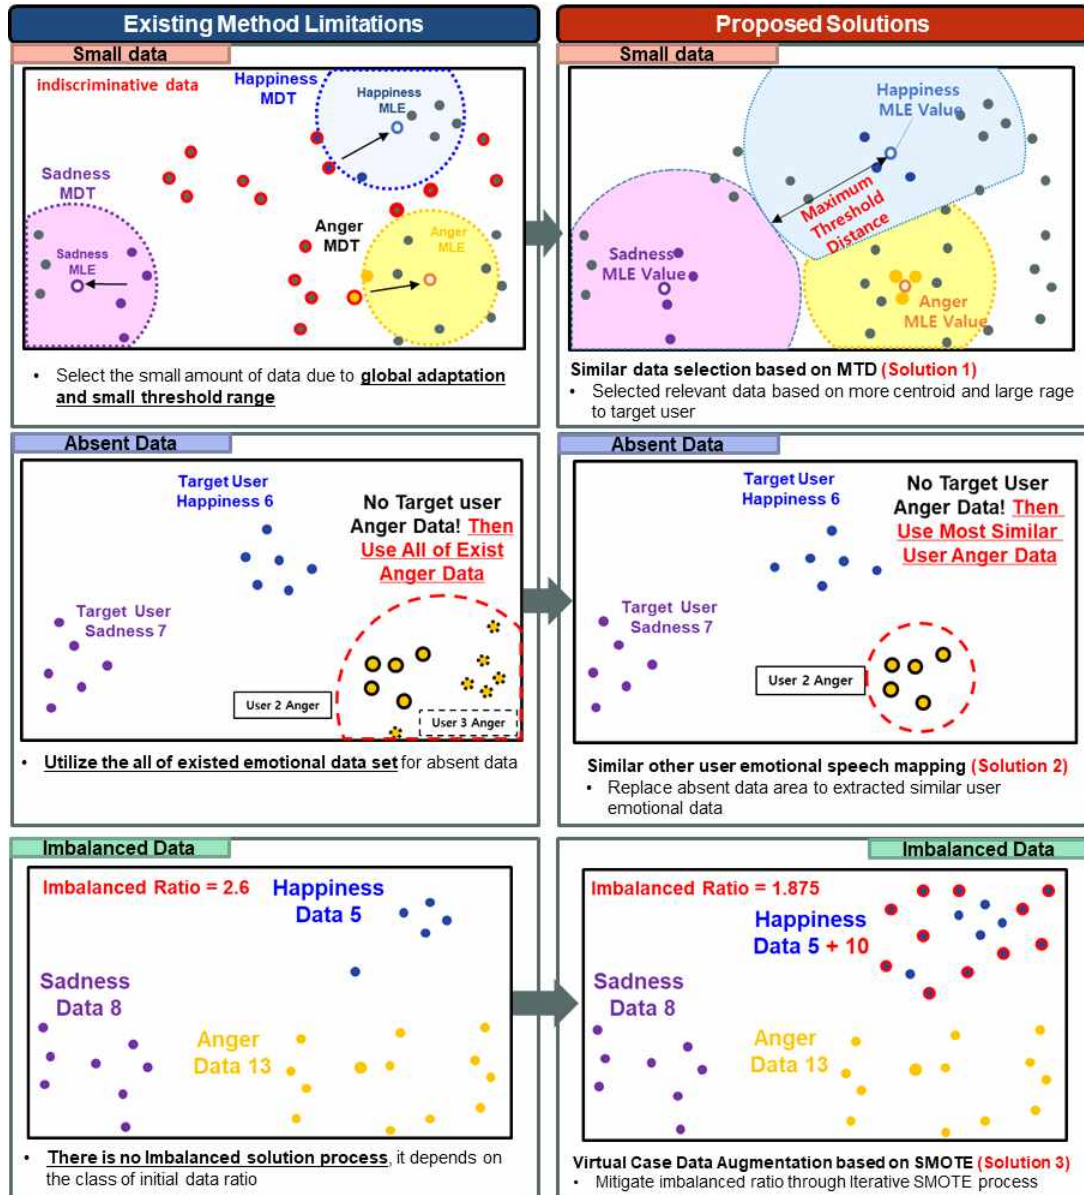 Existing Method Limitations
Small data
indiscriminative data
Happiness
MDT
Happiness
MLE
Sadness
MDT
Sadness
MLE
Anger
MDT
Anger
MLE
• Select the small amount of data due to global adaptation
and small threshold range
Proposed Solutions
Small data
Happiness
MLE Value
Maximum
Threshold
Distance
Sadness
MLE Value
Anger
MLE Value
Similar data selection based on MTD (Solution 1)
• Selected relevant data based on more centroid and large rage
to target user
Absent Data
Target User
Happiness 6
No Target user
Anger Data! Then
Use All of Exist
Anger Data
Target User
Sadness 7
User 2 Anger
User 3 Anger
• Utilize the all of existed emotional data set for absent data
Absent Data
Target User
Happiness 6
No Target User
Anger Data! Then
Use Most Similar
User Anger Data
Target User
Sadness 7
User 2 Anger
Similar other user emotional speech mapping (Solution 2)
• Replace absent data area to extracted similar user
emotional data
Imbalanced Data
Imbalanced Ratio = 2.6
Happiness
Data 5
Sadness
Data 8
Anger
Data 13
• There is no Imbalanced solution process, it depends on
the class of initial data ratio
Imbalanced Data
Imbalanced Ratio = 1.875
Happiness
Data 5 + 10
Sadness
Data 8
Anger
Data 13
Virtual Case Data Augmentation based on SMOTE (Solution 3)
• Mitigate imbalanced ratio through Iterative SMOTE process